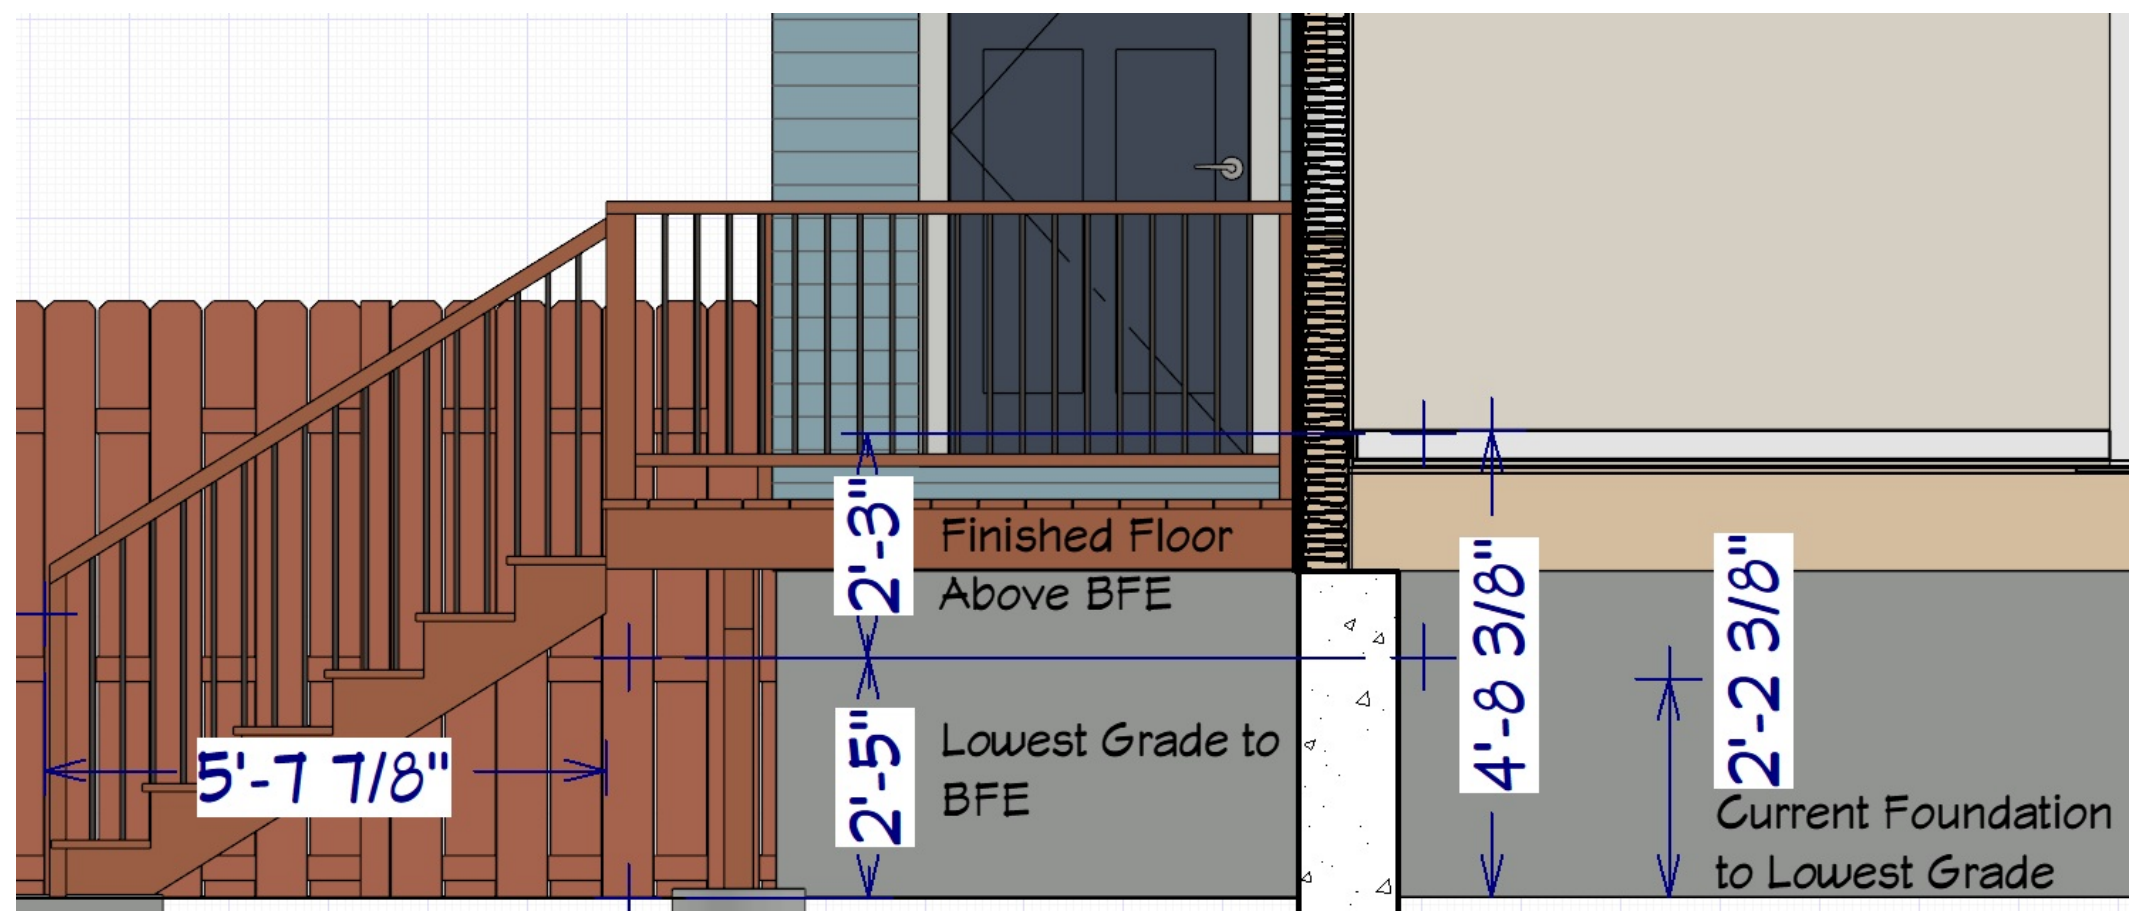 2'-3"
Finished Floor
Above BFE
4'-8 3/8"
2'-2 3/8"
5'-7 7/8"
2'-5"
Lowest Grade to
BFE
Current Foundation
to Lowest Grade